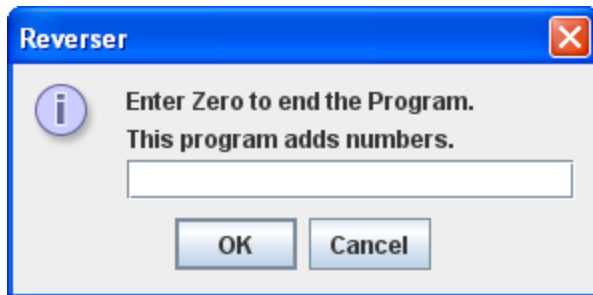 Reverser
i
Enter Zero to end the Program.
This program adds numbers.
OK Cancel